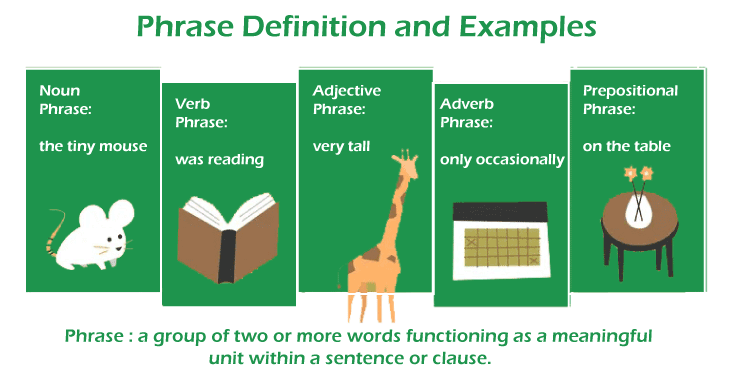 Phrase Definition and Examples
Noun
Phrase:
the tiny mouse
Verb
Phrase:
was reading
Adjective
Phrase:
very tall
Adverb
Phrase:
only occasionally
Prepositional
Phrase:
on the table
Phrase : a group of two or more words functioning as a meaningful
unit within a sentence or clause.